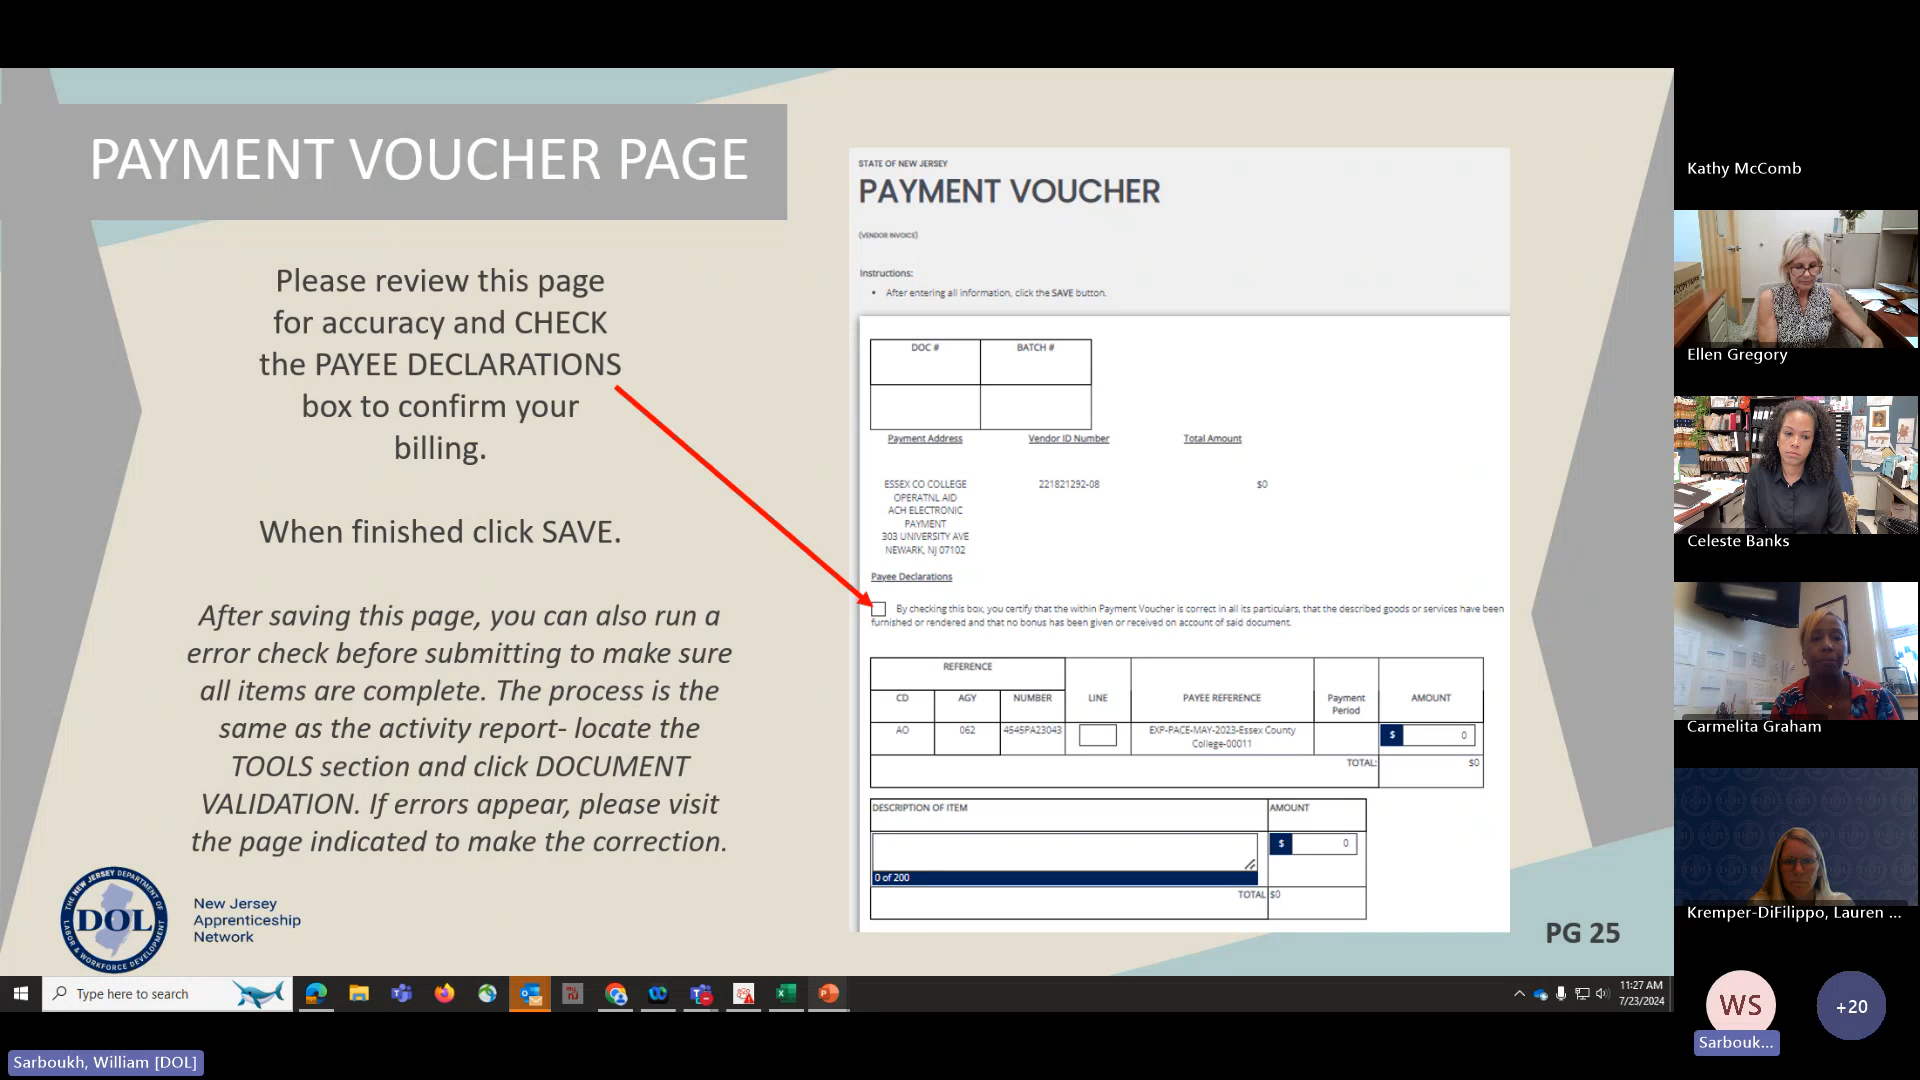 PAYMENT VOUCHER PAGE
Please review this page
for accuracy and CHECK
the PAYEE DECLARATIONS
box to confirm your
billing.
When finished click SAVE.
After saving this page, you can also run a
error check before submitting to make sure
all items are complete. The process is the
same as the activity report- locate the
TOOLS section and click DOCUMENT
VALIDATION. If errors appear, please visit
the page indicated to make the correction.
THE NEW JERSEY DEPARTMENT OF
DOL
LABOR & WORKFORCE DEVELOPMENT
New Jersey
Apprenticeship
Network
STATE OF NEW JERSEY
PAYMENT VOUCHER
(VENDOR INVOICE)
Instructions:
• After entering all information, click the SAVE button.
DOC # BATCH #
Payment Address Vendor ID Number Total Amount
ESSEX CO COLLEGE 221821292-08 $0
OPERATNL AID
ACH ELECTRONIC
PAYMENT
303 UNIVERSITY AVE
NEWARK, NJ 07102
Payee Declarations
By checking this box, you certify that the within Payment Voucher is correct in all its particulars, that the described goods or services have been
furnished or rendered and that no bonus has been given or received on account of said document.
REFERENCE
CD AGY NUMBER LINE PAYEE REFERENCE Payment Period AMOUNT
AO 062 4545PA23043 EXP-PACE-MAY-2023-Essex County $ 0
College-00011
TOTAL: $0
DESCRIPTION OF ITEM AMOUNT
$ 0
0 of 200
TOTAL $0
PG 25
Type here to search
11:27 AM
7/23/2024
Kathy McComb
Ellen Gregory
Celeste Banks
Carmelita Graham
Kremper-DiFilippo, Lauren ...
WS
+20
Sarbouk...
Sarboukh, William [DOL]